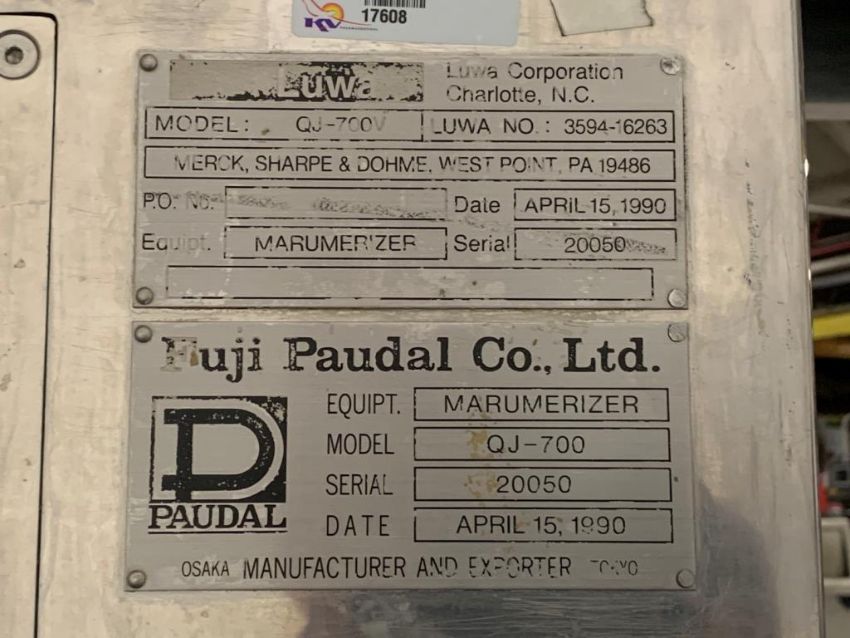 KV
17608
Luwa
Luwa Corporation
Charlotte, N.C.
MODEL: QJ-700V LUWA NO.: 3594-16263
MERCK, SHARPE & DOHME, WEST POINT, PA 19486
P.O. No. Date APRIL 15, 1990
Equipt. MARUMERIZER Serial 20050
Fuji Paudal Co., Ltd.
EQUIPT. MARUMERIZER
MODEL QJ-700
SERIAL 20050
DATE APRIL 15, 1990
PAUDAL
OSAKA MANUFACTURER AND EXPORTER TOKYO